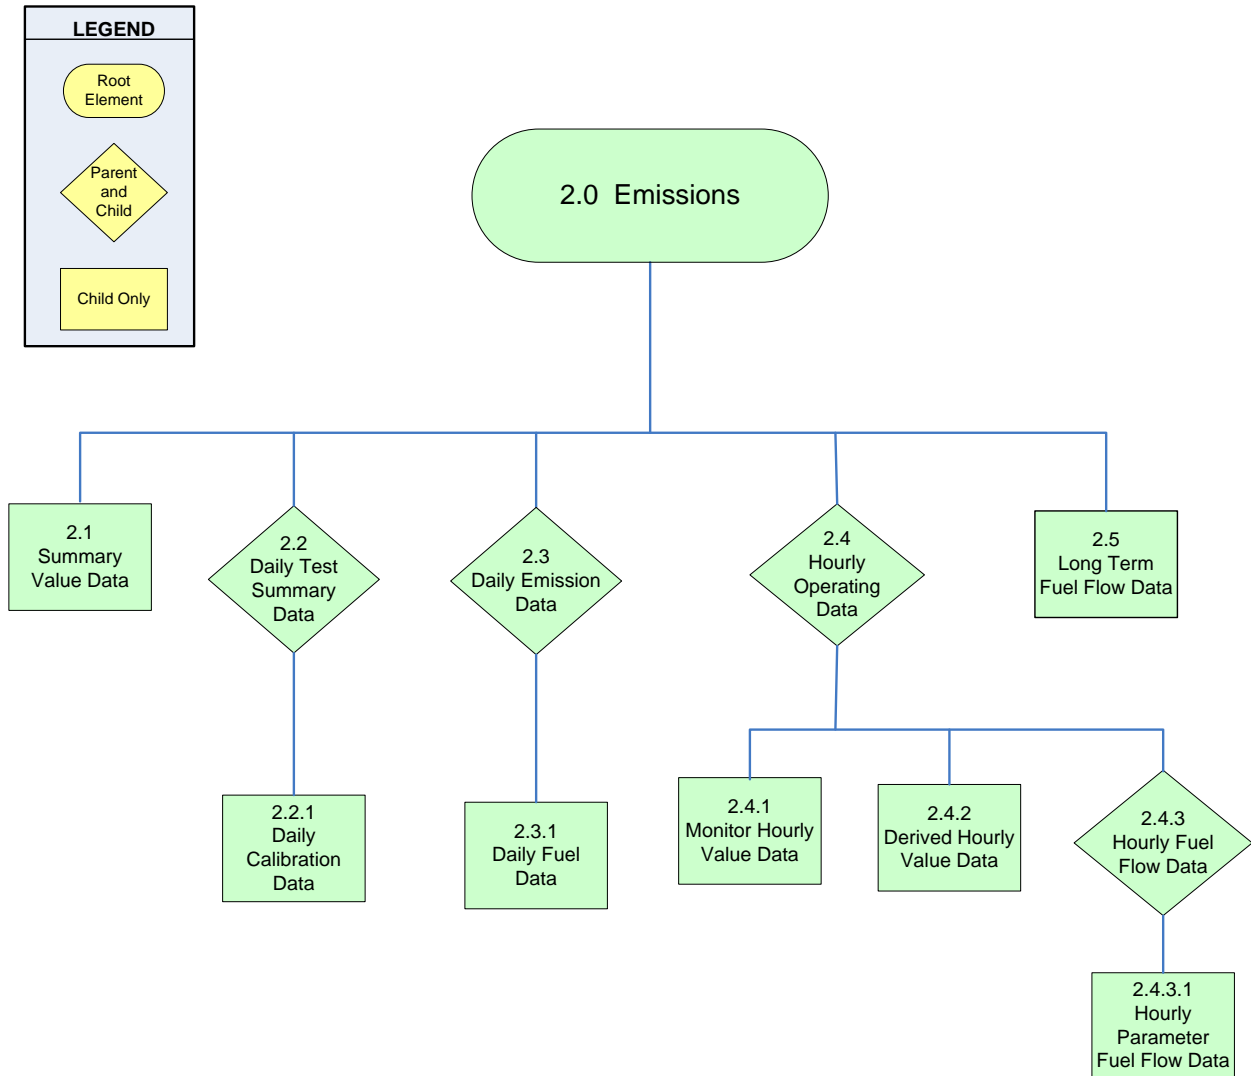 LEGEND
Root
Element
Parent
and
Child
Child Only
2.0 Emissions
2.1
Summary
Value Data
2.2
Daily Test
Summary
Data
2.3
Daily Emission
Data
2.4
Hourly
Operating
Data
2.5
Long Term
Fuel Flow Data
2.2.1
Daily
Calibration
Data
2.3.1
Daily Fuel
Data
2.4.1
Monitor Hourly
Value Data
2.4.2
Derived Hourly
Value Data
2.4.3
Hourly Fuel
Flow Data
2.4.3.1
Hourly
Parameter
Fuel Flow Data